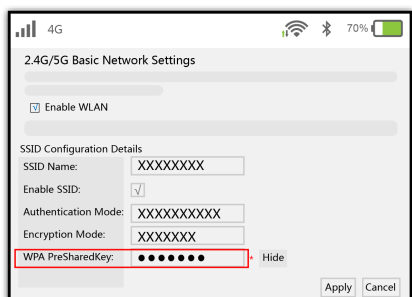 4G 70%
2.4G/5G Basic Network Settings
√ Enable WLAN
SSID Configuration Details
SSID Name: XXXXXXXX
Enable SSID: √
Authentication Mode: XXXXXXXXXX
Encryption Mode: XXXXXXX
WPA PreSharedKey: ●●●●●●● * Hide
Apply Cancel